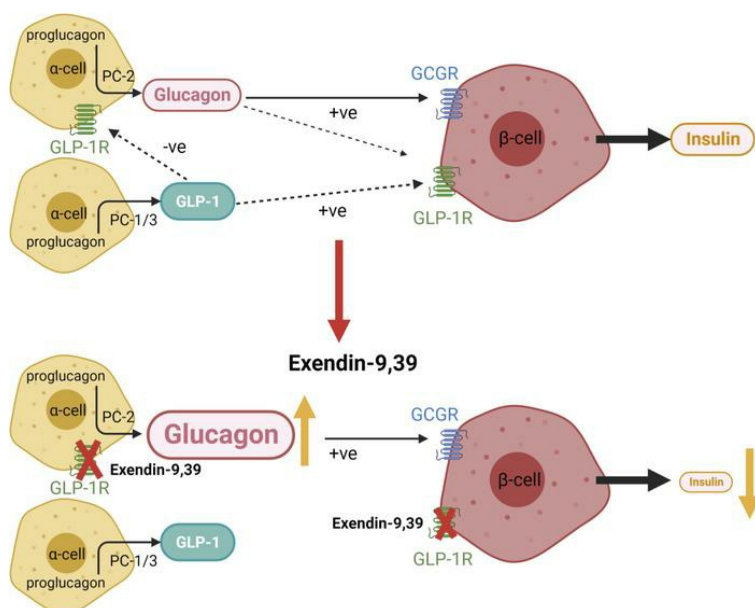 proglucagon
α-cell
PC-2
Glucagon
GLP-1R
+ve
GCGR
β-cell
Insulin
-ve
α-cell
proglucagon
PC-1/3
GLP-1
+ve
GLP-1R
Exendin-9,39
proglucagon
α-cell
PC-2
Glucagon
Exendin-9,39
GLP-1R
+ve
GCGR
β-cell
Insulin
Exendin-9,39
GLP-1R
α-cell
proglucagon
PC-1/3
GLP-1